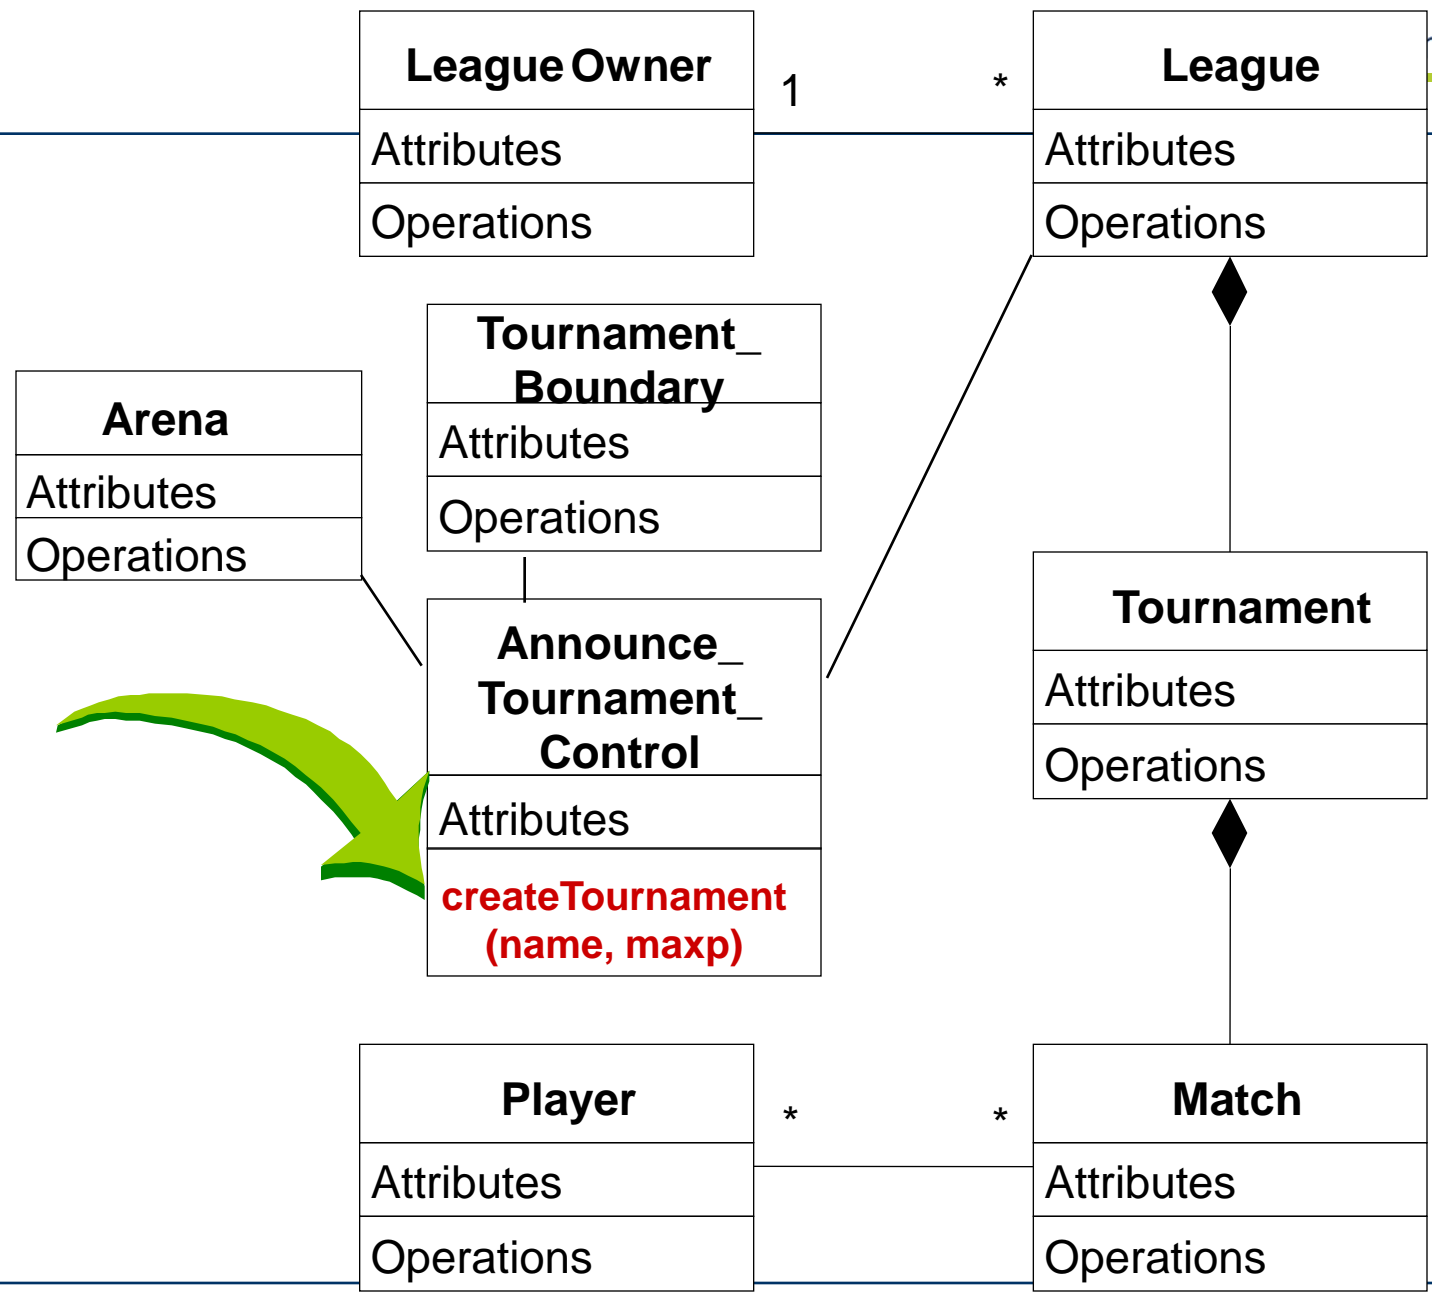 League Owner
1
*
League
Attributes
Operations
Attributes
Operations
Tournament_
Boundary
Attributes
Operations
Arena
Attributes
Operations
Announce_
Tournament_
Control
Attributes
createTournament
(name, maxp)
Tournament
Attributes
Operations
Player
Attributes
Operations
*
*
Match
Attributes
Operations